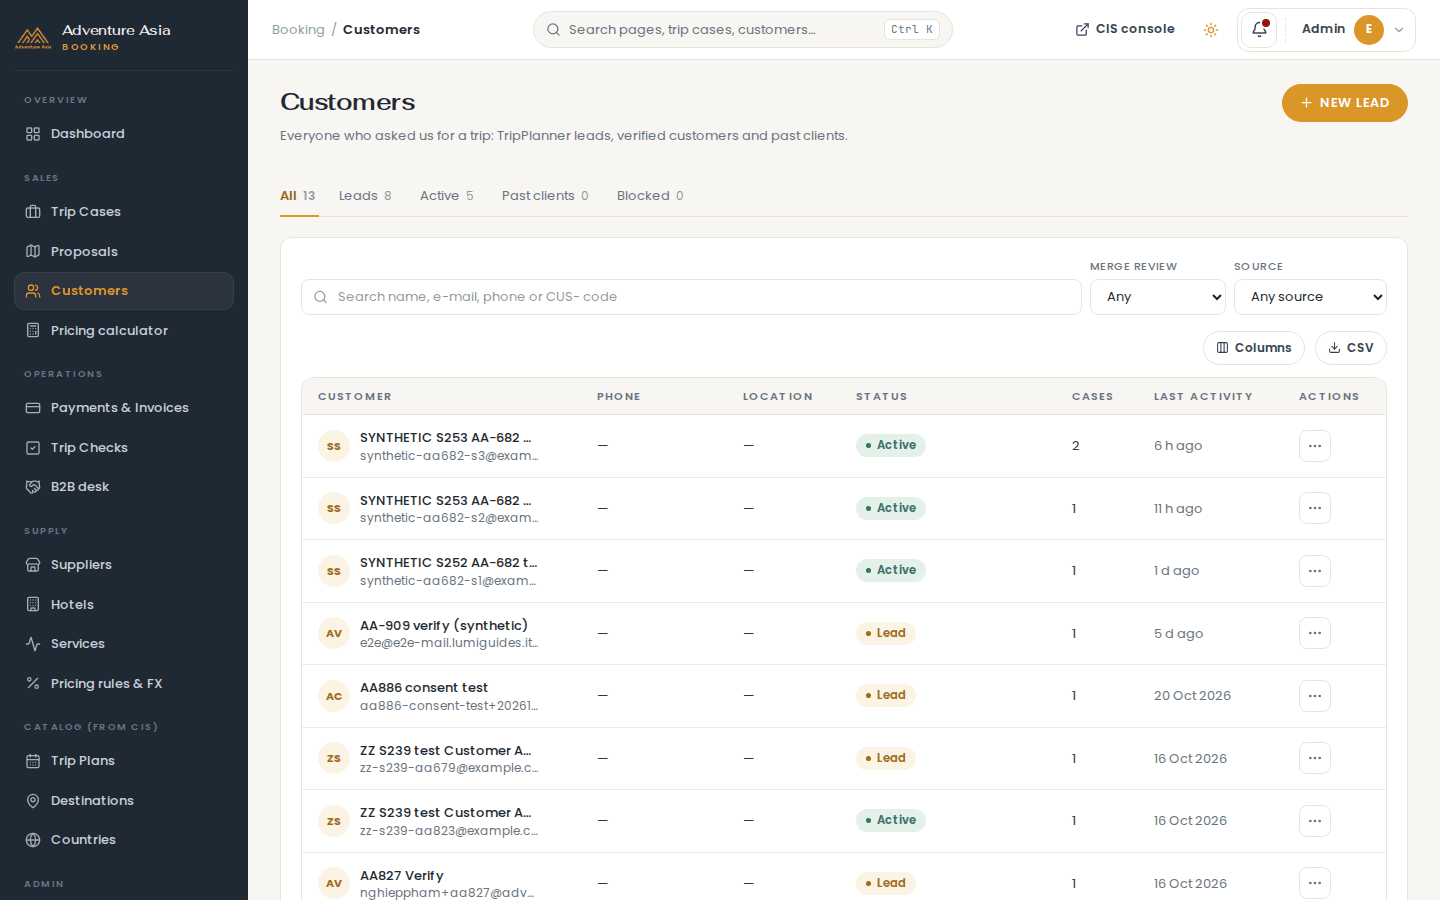 Adventure Asia
BOOKING
Adventure Asia
OVERVIEW
Dashboard
SALES
Trip Cases
Proposals
Customers
Pricing calculator
OPERATIONS
Payments & Invoices
Trip Checks
B2B desk
SUPPLY
Suppliers
Hotels
Services
Pricing rules & FX
CATALOG (FROM CIS)
Trip Plans
Destinations
Countries
ADMIN
Booking / Customers
Search pages, trip cases, customers...
Ctrl K
CIS console
Admin
E
Customers
Everyone who asked us for a trip: TripPlanner leads, verified customers and past clients.
+ NEW LEAD
All 13
Leads 8
Active 5
Past clients 0
Blocked 0
MERGE REVIEW
SOURCE
Search name, e-mail, phone or CUS- code
Any
Any source
Columns
CSV
CUSTOMER PHONE LOCATION STATUS CASES LAST ACTIVITY ACTIONS
SS SYNTHETIC S253 AA-682 ... — — Active 2 6 h ago ...
synthetic-aa682-s3@exam...
SS SYNTHETIC S253 AA-682 ... — — Active 1 11 h ago ...
synthetic-aa682-s2@exam...
SS SYNTHETIC S252 AA-682 t... — — Active 1 1 d ago ...
synthetic-aa682-s1@exam...
AV AA-909 verify (synthetic) — — Lead 1 5 d ago ...
e2e@e2e-mail.lumiguides.it...
AC AA886 consent test — — Lead 1 20 Oct 2026 ...
aa886-consent-test+20261...
ZS ZZ S239 test Customer A... — — Lead 1 16 Oct 2026 ...
zz-s239-aa679@example.c...
ZS ZZ S239 test Customer A... — — Active 1 16 Oct 2026 ...
zz-s239-aa823@example.c...
AV AA827 Verify — — Lead 1 16 Oct 2026 ...
nghieppham+aa827@adv...